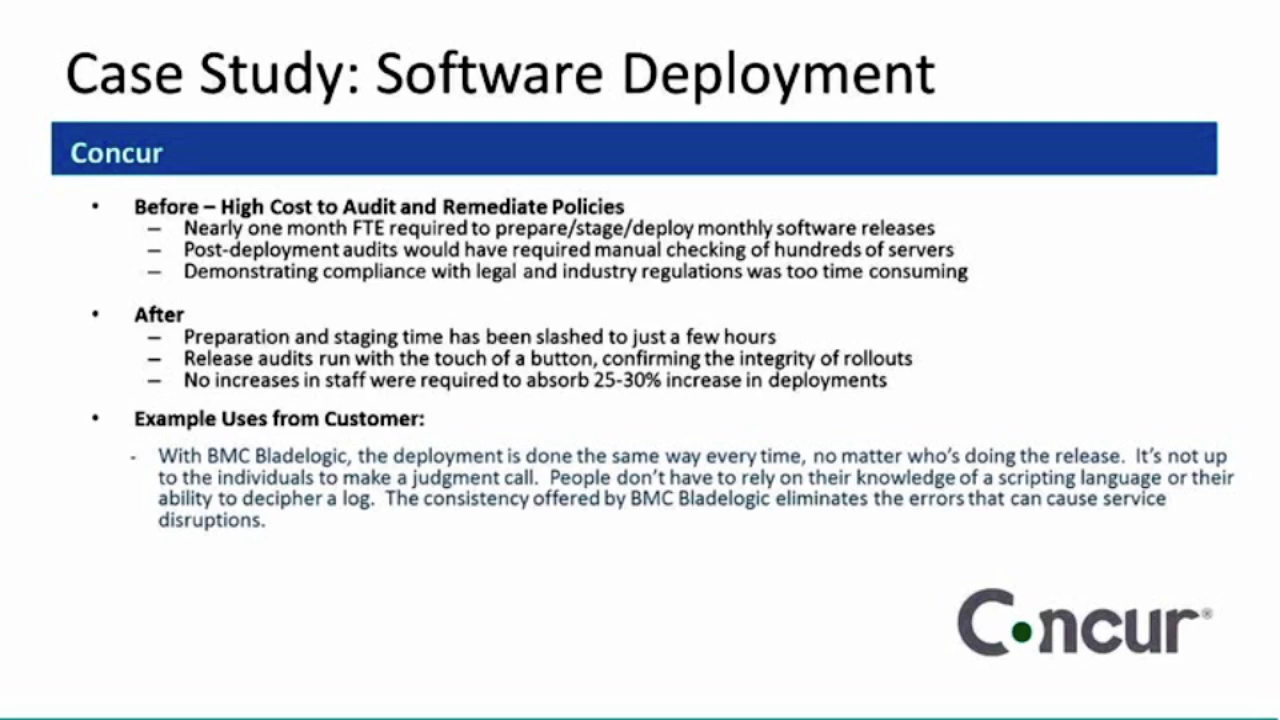 Case Study: Software Deployment
Concur
• Before – High Cost to Audit and Remediate Policies
– Nearly one month FTE required to prepare/stage/deploy monthly software releases
– Post-deployment audits would have required manual checking of hundreds of servers
– Demonstrating compliance with legal and industry regulations was too time consuming
• After
– Preparation and staging time has been slashed to just a few hours
– Release audits run with the touch of a button, confirming the integrity of rollouts
– No increases in staff were required to absorb 25-30% increase in deployments
• Example Uses from Customer:
- With BMC Bladelogic, the deployment is done the same way every time, no matter who's doing the release. It's not up
to the individuals to make a judgment call. People don't have to rely on their knowledge of a scripting language or their
ability to decipher a log. The consistency offered by BMC Bladelogic eliminates the errors that can cause service
disruptions.
Concur®